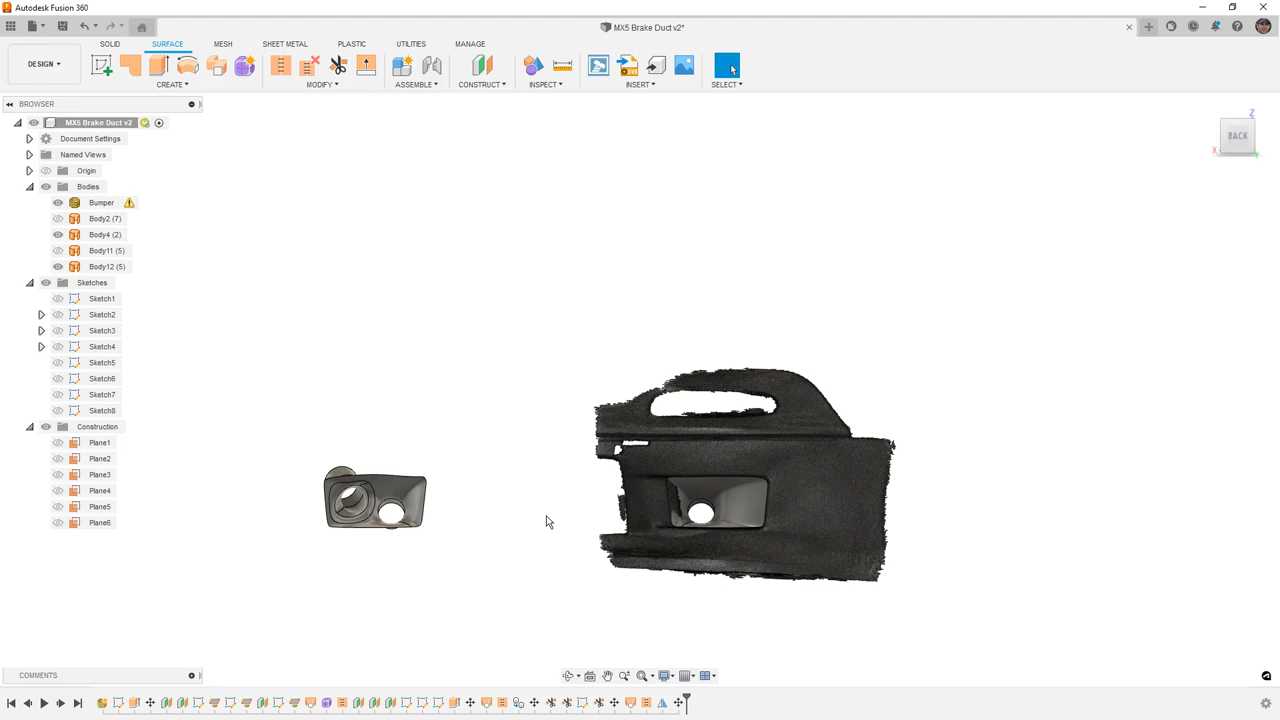 Autodesk Fusion 360
MX5 Brake Duct v2*
DESIGN
SOLID SURFACE MESH SHEET METAL PLASTIC UTILITIES MANAGE
CREATE MODIFY ASSEMBLE CONSTRUCT INSPECT INSERT SELECT
BROWSER
MX5 Brake Duct v2
Document Settings
Named Views
Origin
Bodies
Bumper
Body2 (7)
Body4 (2)
Body11 (5)
Body12 (5)
Sketches
Sketch1
Sketch2
Sketch3
Sketch4
Sketch5
Sketch6
Sketch7
Sketch8
Construction
Plane1
Plane2
Plane3
Plane4
Plane5
Plane6
Z
BACK
X
COMMENTS